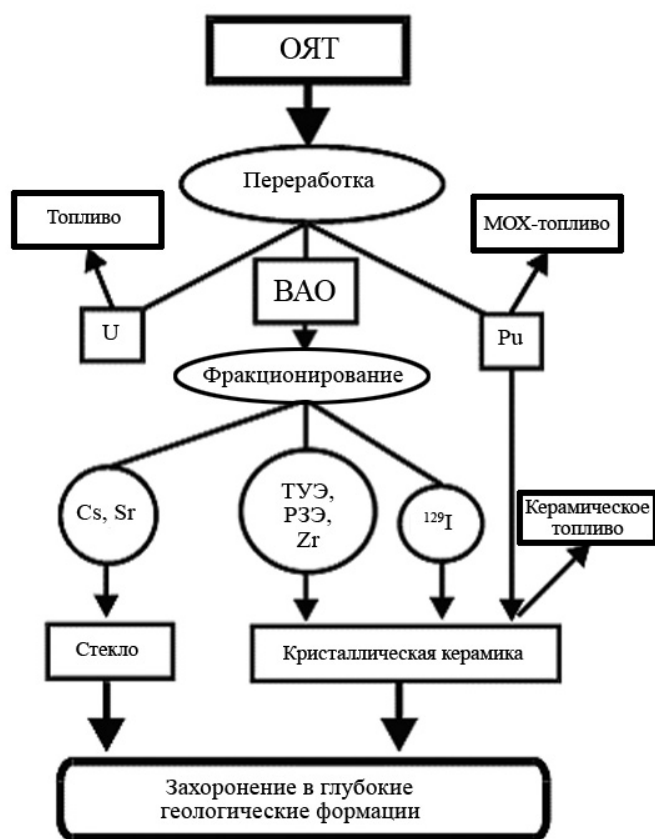 ОЯТ
Переработка
Топливо
МОХ-топливо
ВАО
U
Pu
Фракционирование
Cs, Sr
ТУЭ,
РЗЭ,
Zr
¹²⁹I
Керамическое
топливо
Стекло
Кристаллическая керамика
Захоронение в глубокие
геологические формации